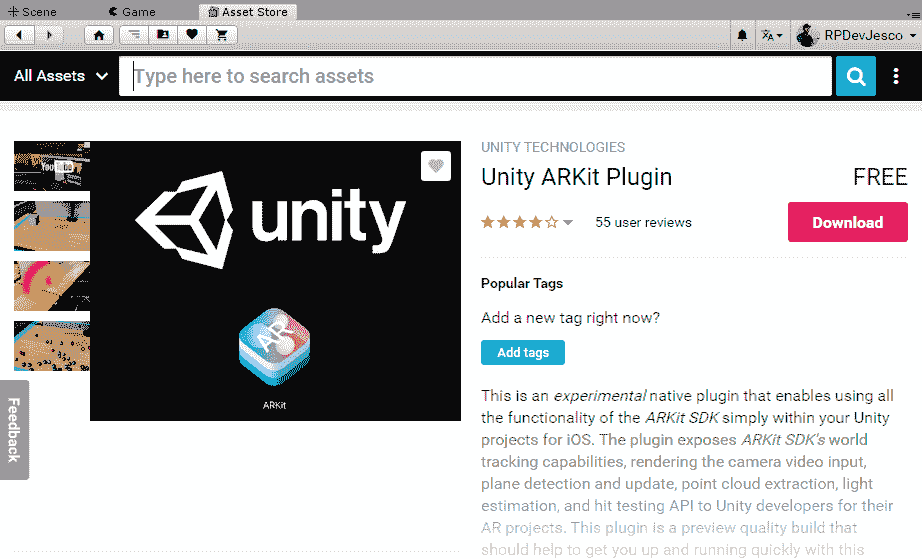 Scene Game Asset Store
RPDevJesco
All Assets Type here to search assets
YouTube
unity
AR
ARKit
UNITY TECHNOLOGIES
Unity ARKit Plugin FREE
55 user reviews Download
Popular Tags
Add a new tag right now?
Add tags
This is an experimental native plugin that enables using all
the functionality of the ARKit SDK simply within your Unity
projects for iOS. The plugin exposes ARKit SDK's world
tracking capabilities, rendering the camera video input,
plane detection and update, point cloud extraction, light
estimation, and hit testing API to Unity developers for their
AR projects. This plugin is a preview quality build that
should help to get you up and running quickly with this
Feedback